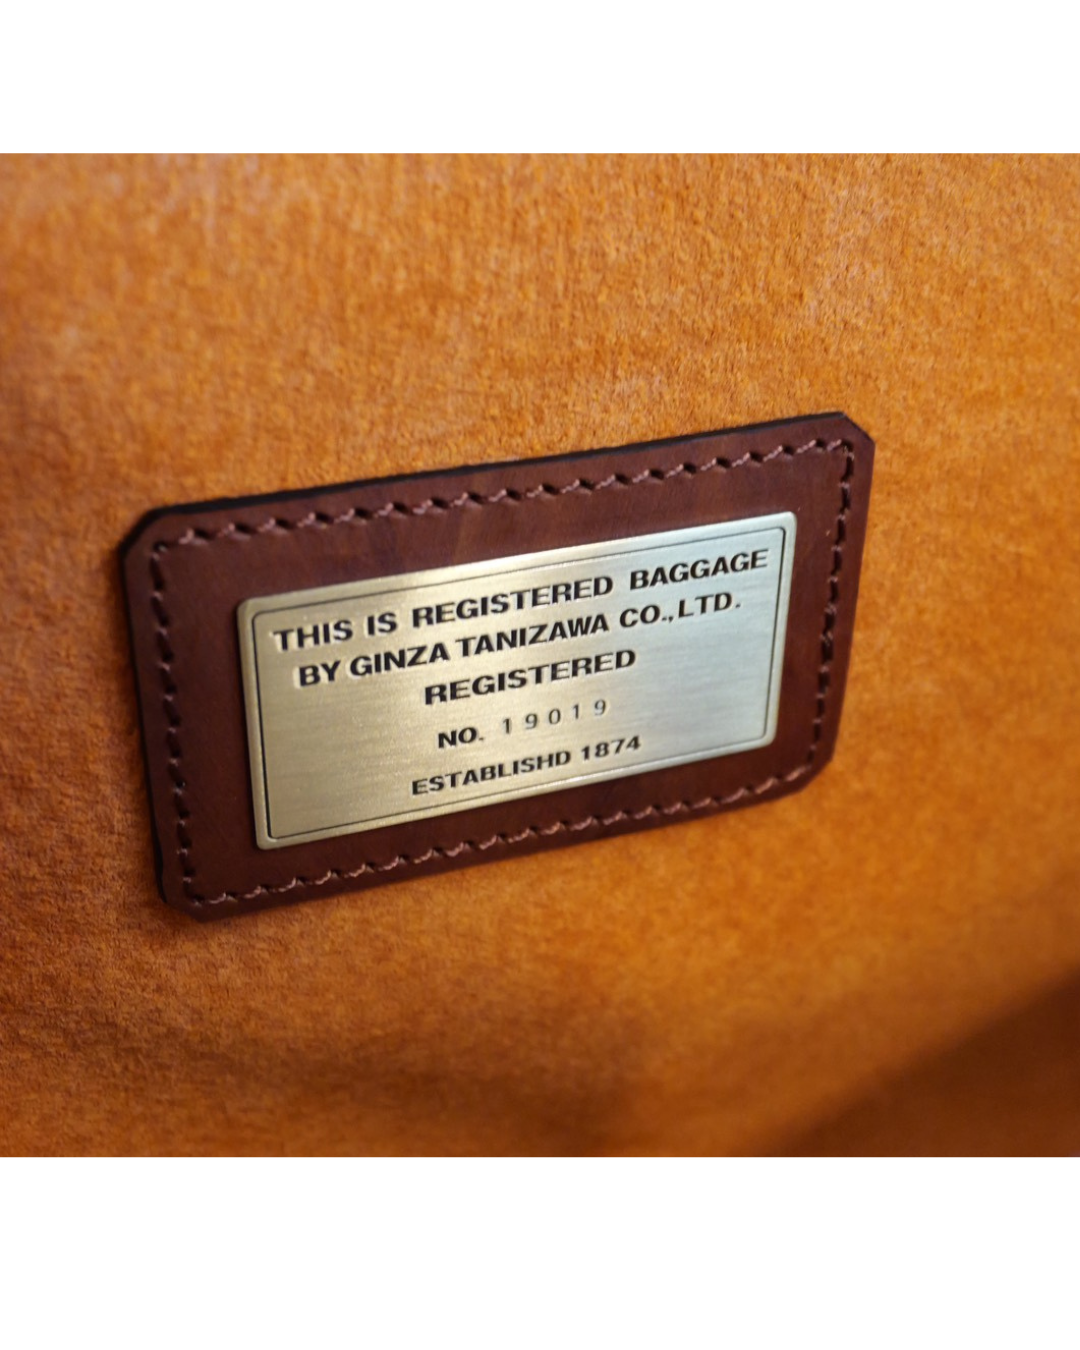 THIS IS REGISTERED BAGGAGE
BY GINZA TANIZAWA CO.,LTD.
REGISTERED
NO. 19019
ESTABLISHD 1874